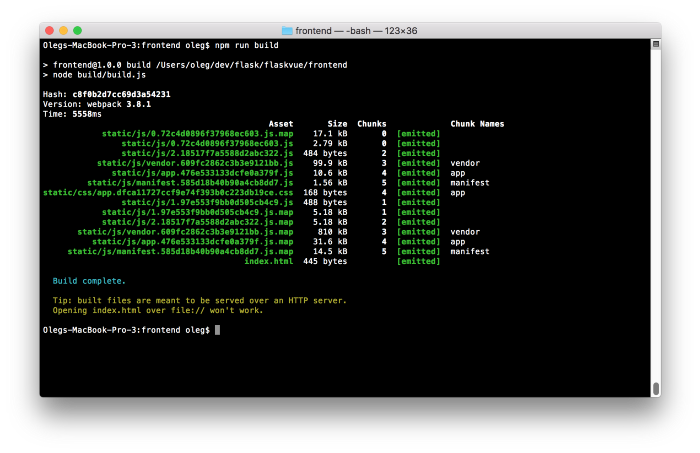 frontend — -bash — 123×36
Olegs-MacBook-Pro-3:frontend oleg$ npm run build
> frontend@1.0.0 build /Users/oleg/dev/flask/flaskvue/frontend
> node build/build.js
Hash: c8f0b2d7cc69d3a54231
Version: webpack 3.8.1
Time: 5558ms
Asset Size Chunks Chunk Names
static/js/0.72c4d0896f37968ec603.js.map 17.1 kB 0 [emitted]
static/js/0.72c4d0896f37968ec603.js 2.79 kB 0 [emitted]
static/js/2.18517f7a5588d2abc322.js 484 bytes 2 [emitted]
static/js/vendor.609fc2862c3b3e9121bb.js 99.9 kB 3 [emitted] vendor
static/js/app.476e533133dcfe0a379f.js 10.6 kB 4 [emitted] app
static/js/manifest.585d18b40b90a4cb8dd7.js 1.56 kB 5 [emitted] manifest
static/css/app.dfca11727ccf9e74f393b0c223db19ce.css 168 bytes 4 [emitted] app
static/js/1.97e553f9bb0d505cb4c9.js 488 bytes 1 [emitted]
static/js/1.97e553f9bb0d505cb4c9.js.map 5.18 kB 1 [emitted]
static/js/2.18517f7a5588d2abc322.js.map 5.18 kB 2 [emitted]
static/js/vendor.609fc2862c3b3e9121bb.js.map 810 kB 3 [emitted] vendor
static/js/app.476e533133dcfe0a379f.js.map 31.6 kB 4 [emitted] app
static/js/manifest.585d18b40b90a4cb8dd7.js.map 14.5 kB 5 [emitted] manifest
index.html 445 bytes [emitted]
Build complete.
Tip: built files are meant to be served over an HTTP server.
Opening index.html over file:// won't work.
Olegs-MacBook-Pro-3:frontend oleg$